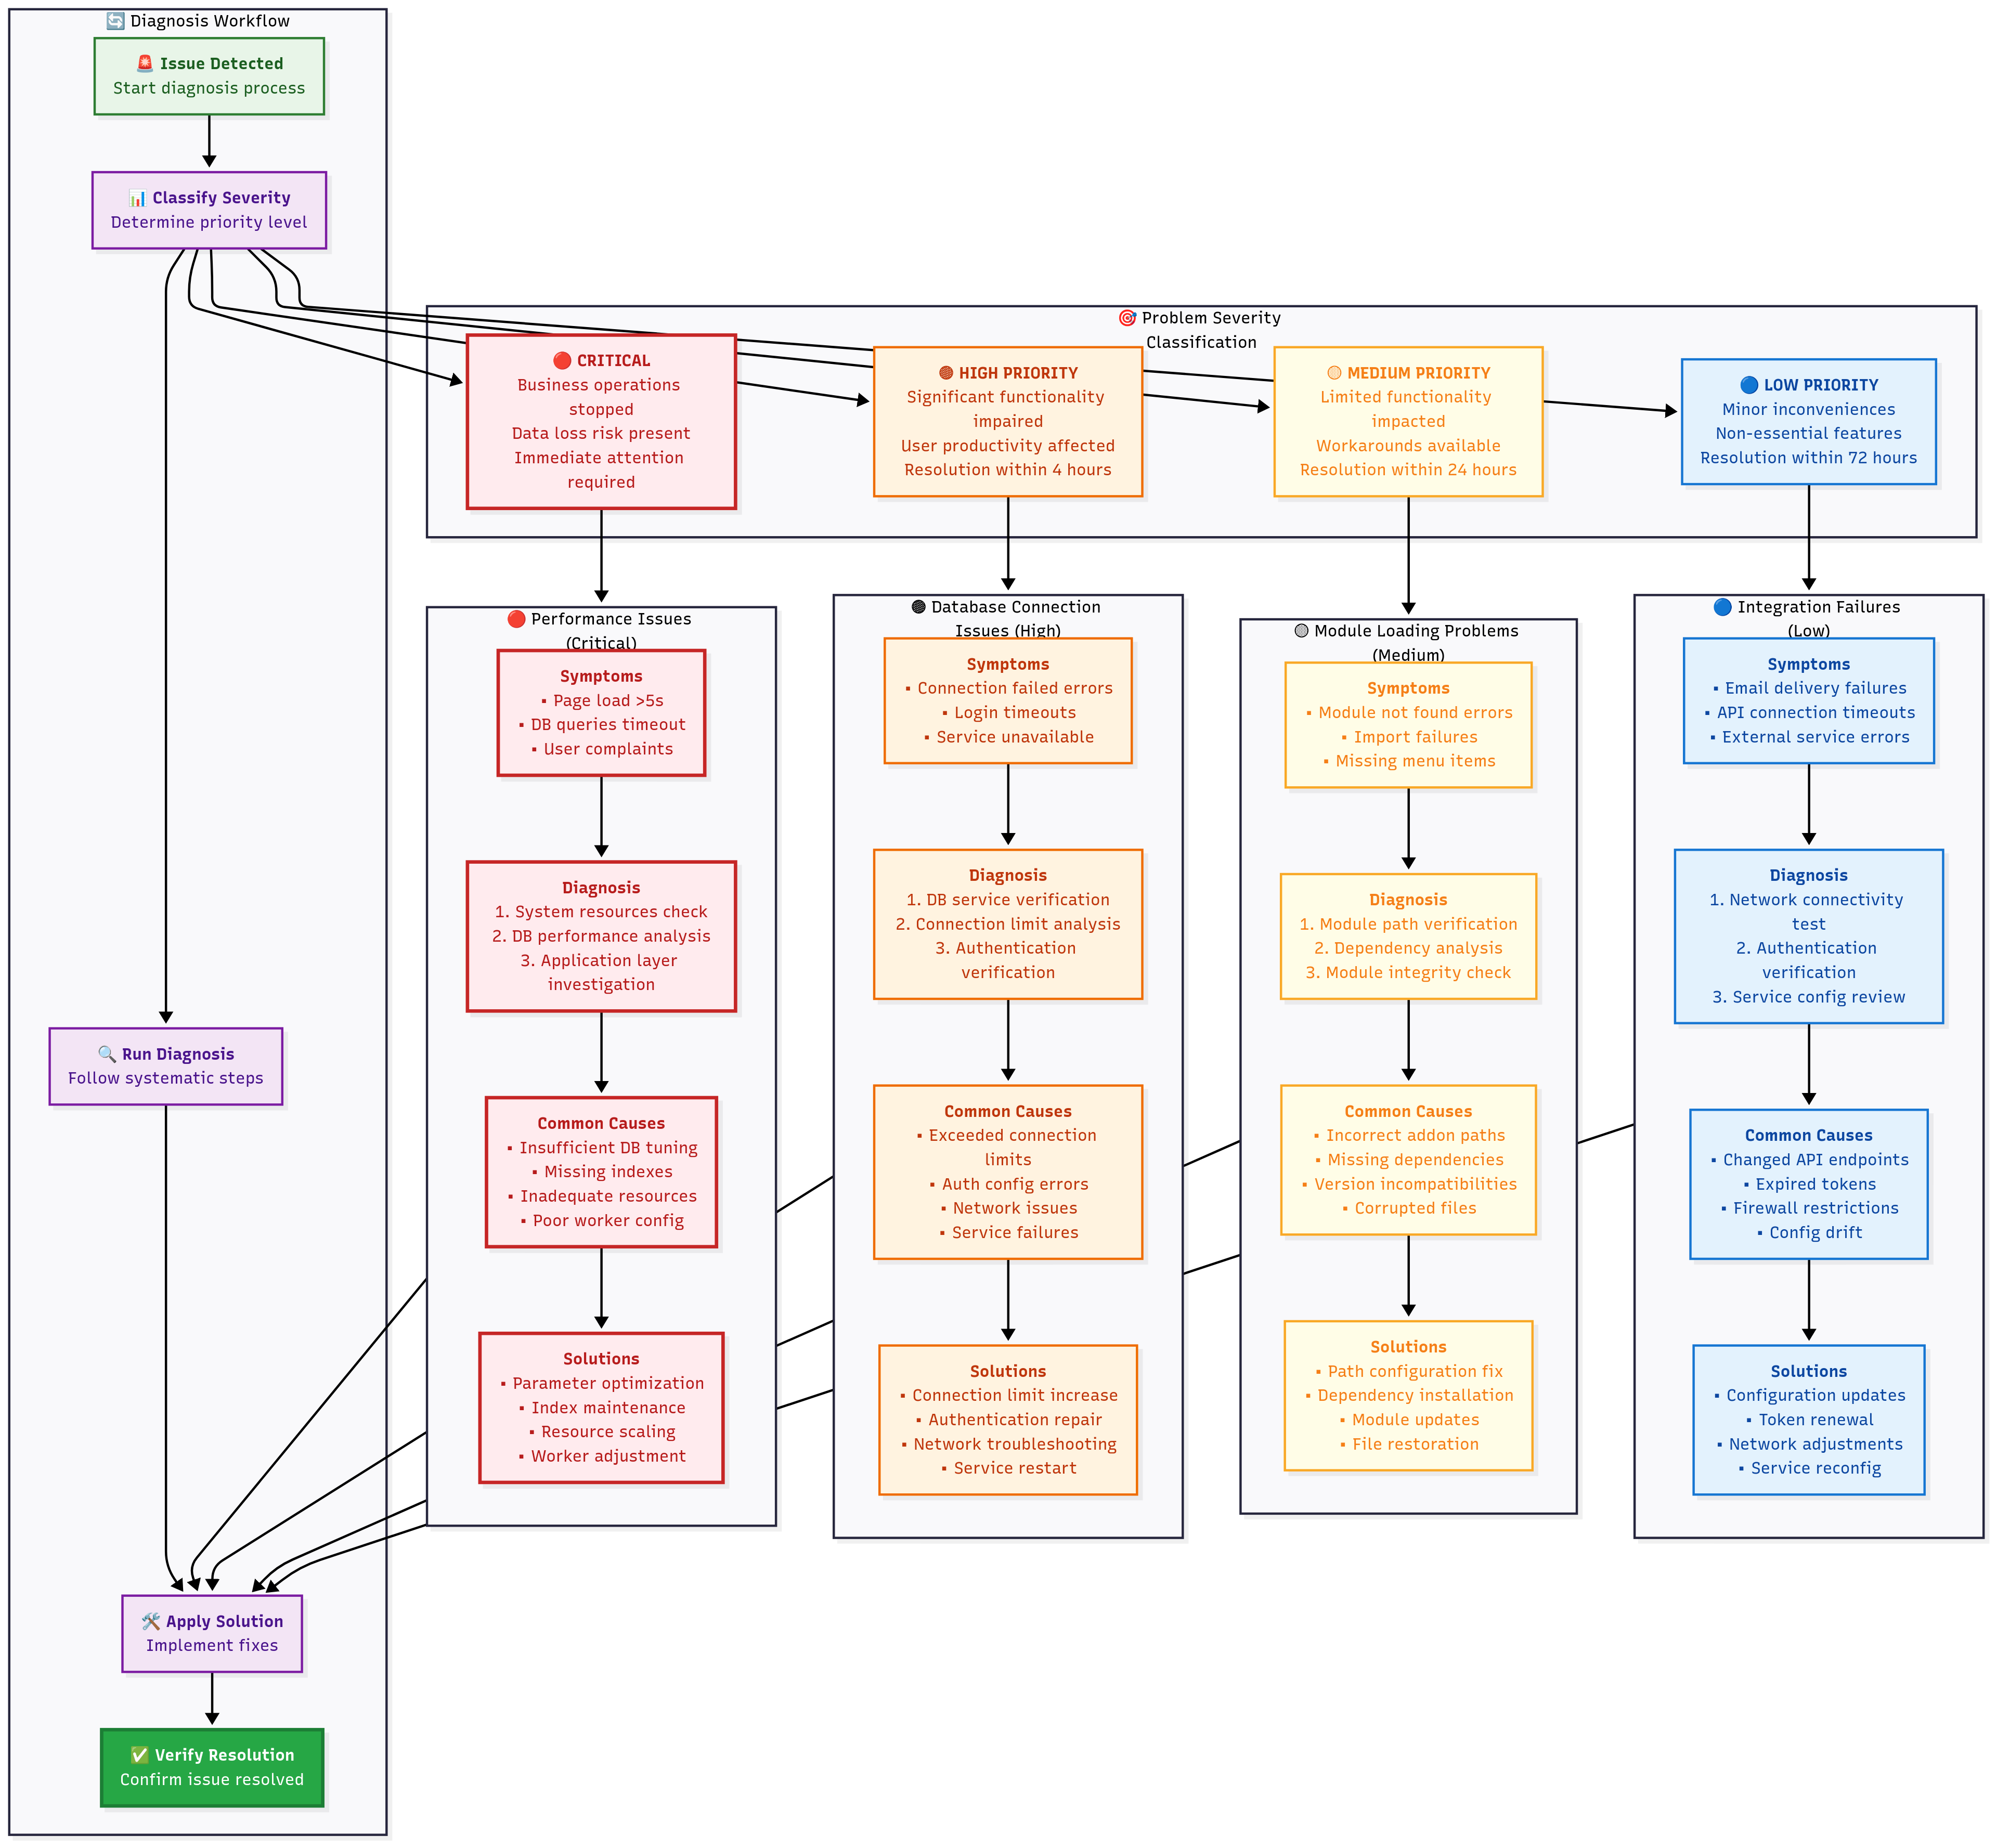 🔄 Diagnosis Workflow
🚨 Issue Detected
Start diagnosis process
📊 Classify Severity
Determine priority level
🔍 Run Diagnosis
Follow systematic steps
🛠️ Apply Solution
Implement fixes
✅ Verify Resolution
Confirm issue resolved
🎯 Problem Severity
Classification
🔴 CRITICAL
Business operations
stopped
Data loss risk present
Immediate attention
required
🟠 HIGH PRIORITY
Significant functionality
impaired
User productivity affected
Resolution within 4 hours
🟡 MEDIUM PRIORITY
Limited functionality
impacted
Workarounds available
Resolution within 24 hours
🔵 LOW PRIORITY
Minor inconveniences
Non-essential features
Resolution within 72 hours
🔴 Performance Issues
(Critical)
Symptoms
▪ Page load >5s
▪ DB queries timeout
▪ User complaints
Diagnosis
1. System resources check
2. DB performance analysis
3. Application layer
investigation
Common Causes
▪ Insufficient DB tuning
▪ Missing indexes
▪ Inadequate resources
▪ Poor worker config
Solutions
▪ Parameter optimization
▪ Index maintenance
▪ Resource scaling
▪ Worker adjustment
🟠 Database Connection
Issues (High)
Symptoms
▪ Connection failed errors
▪ Login timeouts
▪ Service unavailable
Diagnosis
1. DB service verification
2. Connection limit analysis
3. Authentication
verification
Common Causes
▪ Exceeded connection
limits
▪ Auth config errors
▪ Network issues
▪ Service failures
Solutions
▪ Connection limit increase
▪ Authentication repair
▪ Network troubleshooting
▪ Service restart
🟡 Module Loading Problems
(Medium)
Symptoms
▪ Module not found errors
▪ Import failures
▪ Missing menu items
Diagnosis
1. Module path verification
2. Dependency analysis
3. Module integrity check
Common Causes
▪ Incorrect addon paths
▪ Missing dependencies
▪ Version incompatibilities
▪ Corrupted files
Solutions
▪ Path configuration fix
▪ Dependency installation
▪ Module updates
▪ File restoration
🔵 Integration Failures
(Low)
Symptoms
▪ Email delivery failures
▪ API connection timeouts
▪ External service errors
Diagnosis
1. Network connectivity
test
2. Authentication
verification
3. Service config review
Common Causes
▪ Changed API endpoints
▪ Expired tokens
▪ Firewall restrictions
▪ Config drift
Solutions
▪ Configuration updates
▪ Token renewal
▪ Network adjustments
▪ Service reconfig